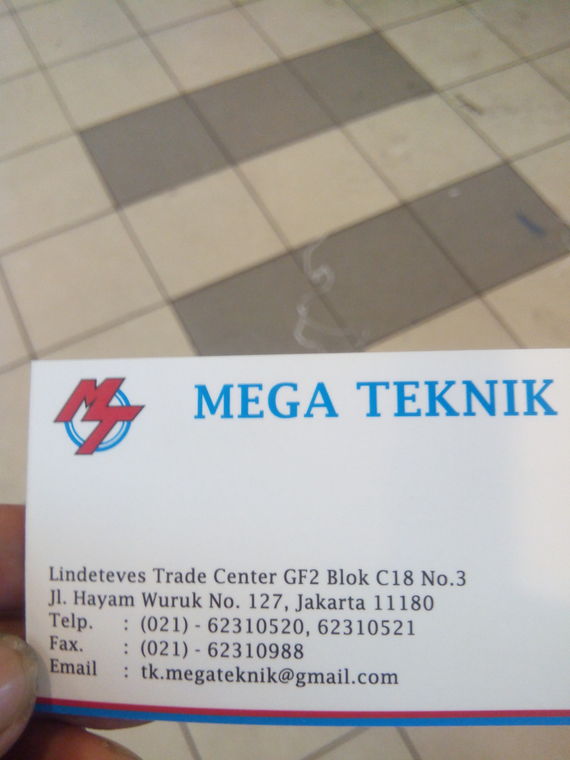 MT
MEGA TEKNIK
Lindeteves Trade Center GF2 Blok C18 No.3
Jl. Hayam Wuruk No. 127, Jakarta 11180
Telp. : (021) - 62310520, 62310521
Fax. : (021) - 62310988
Email : tk.megateknik@gmail.com